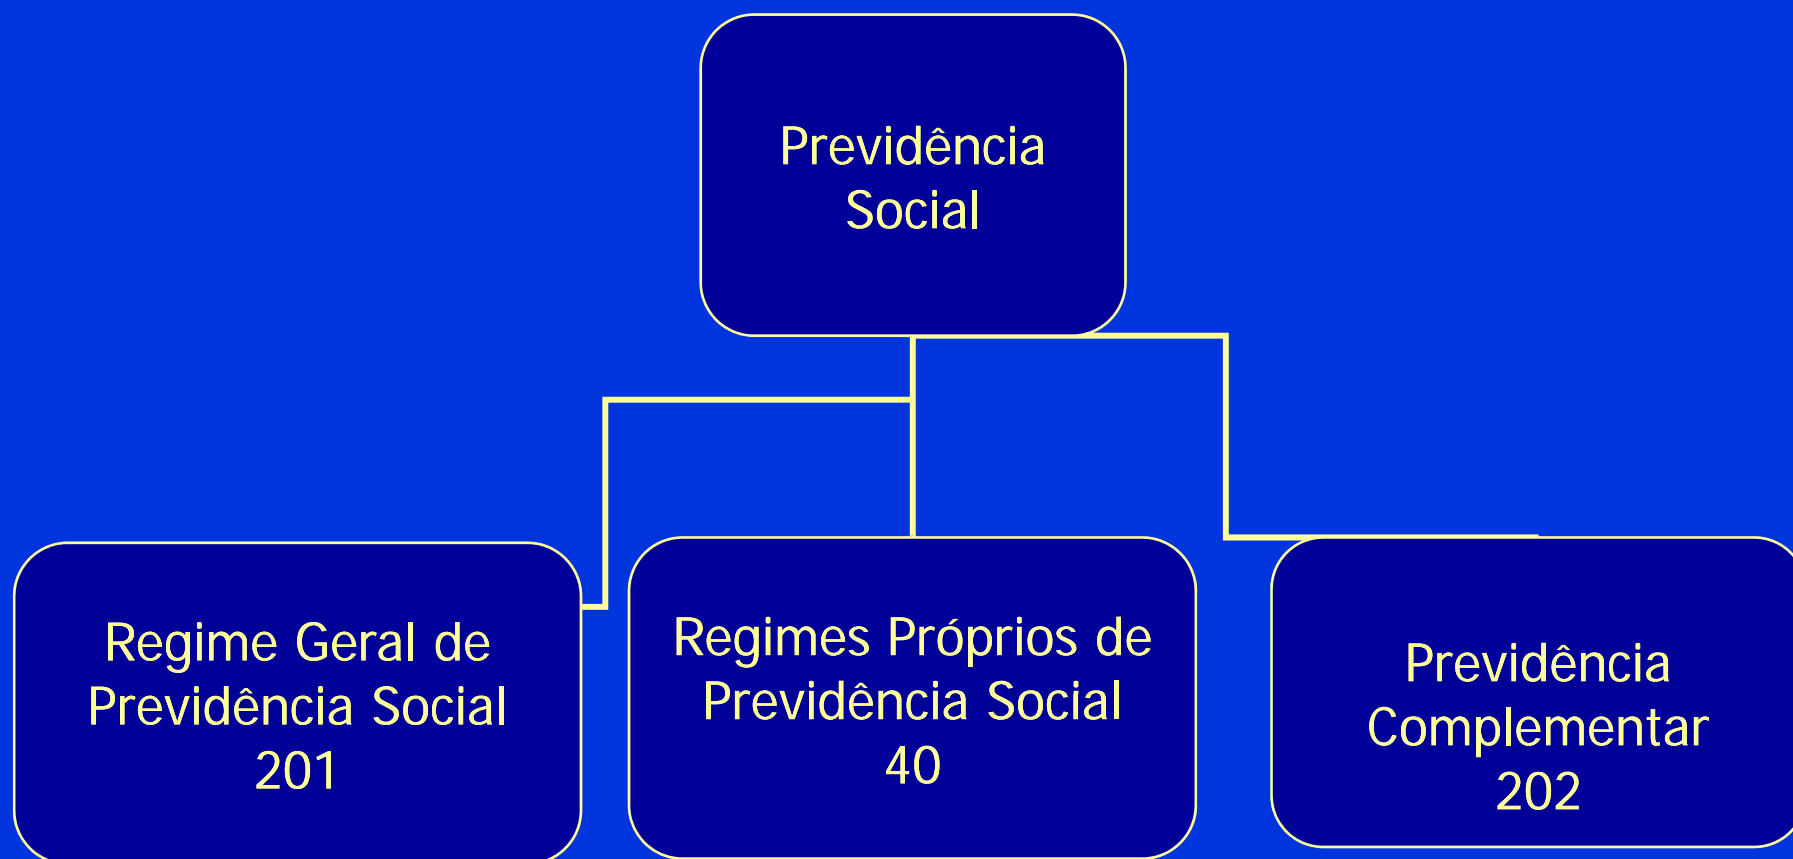 Previdência
Social
Regime Geral de
Previdência Social
201
Regimes Próprios de
Previdência Social
40
Previdência
Complementar
202